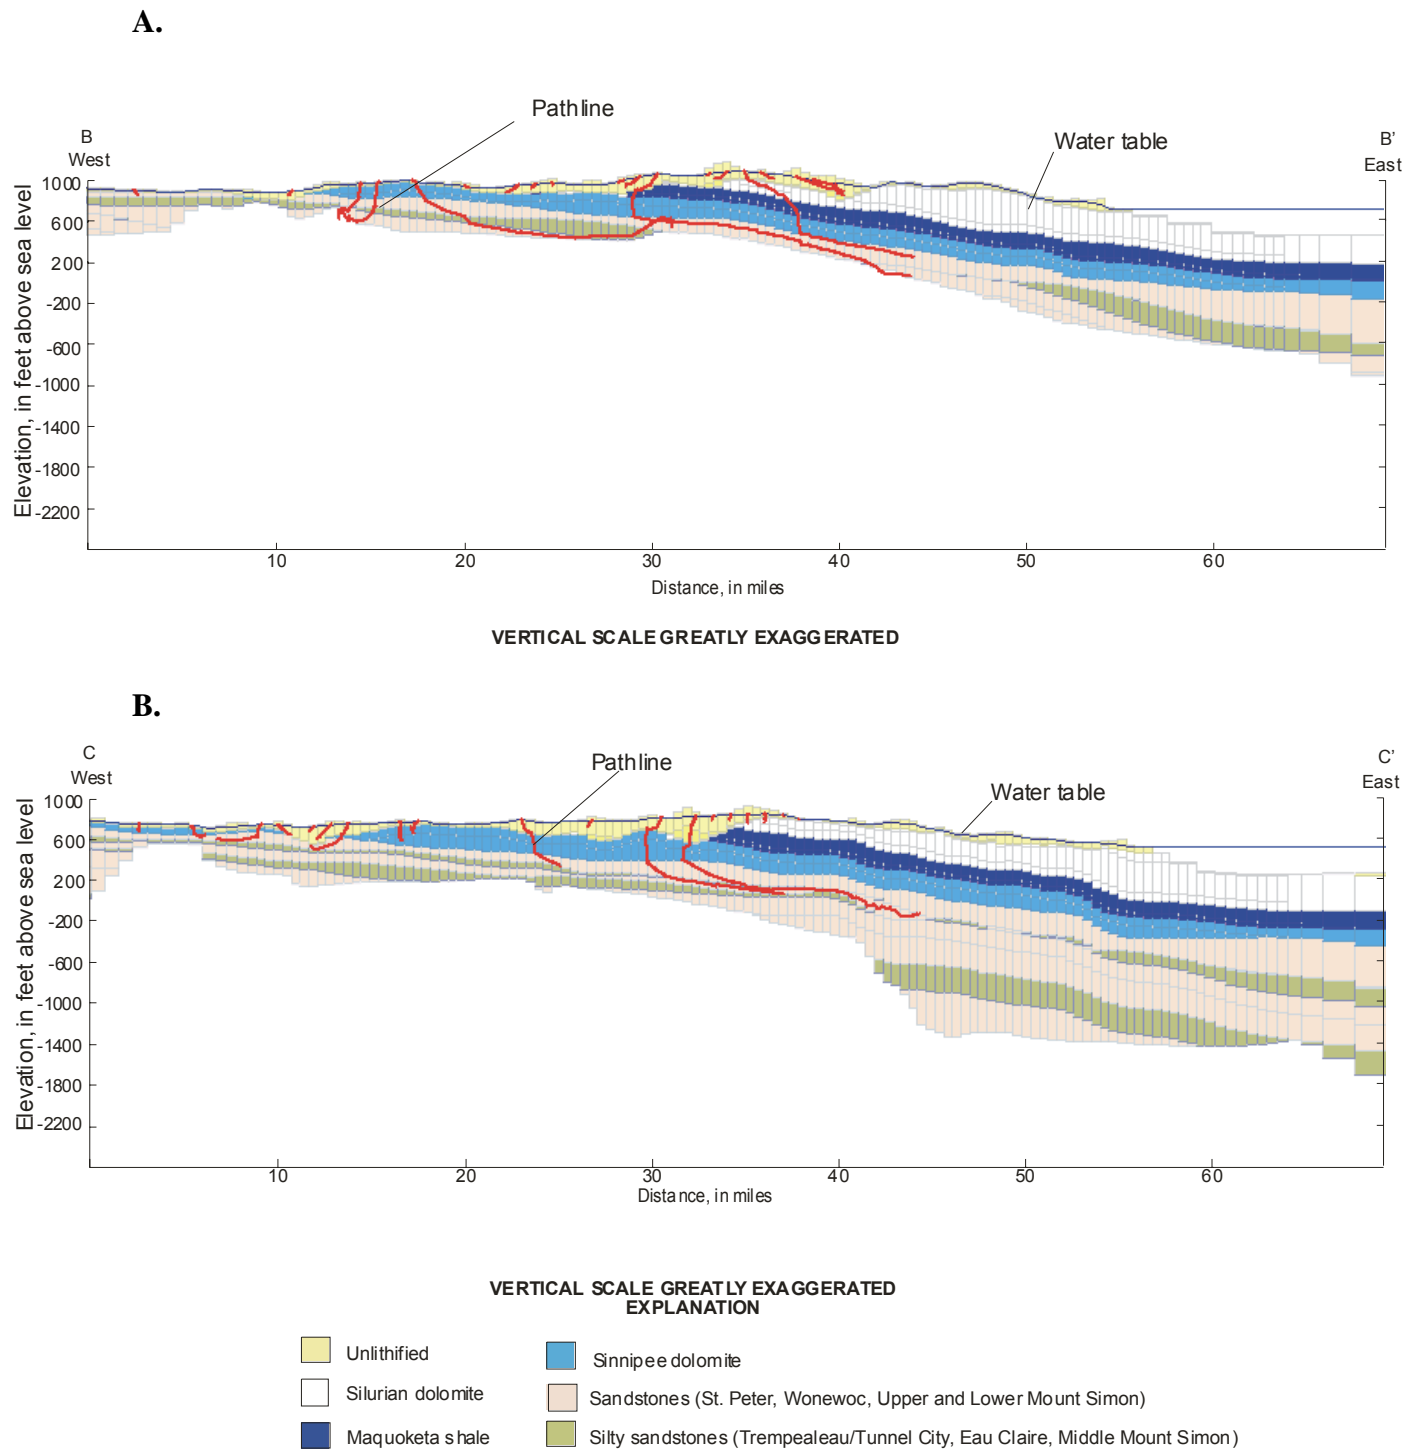 A.
Pathline
Water table
B
West
B'
East
Elevation, in feet above sea level
1000
600
200
-200
-600
-1000
-1400
-1800
-2200
10
20
30
40
50
60
Distance, in miles
VERTICAL SCALE GREATLY EXAGGERATED
B.
C
West
Pathline
Water table
C'
East
Elevation, in feet above sea level
1000
600
200
-200
-600
-1000
-1400
-1800
-2200
10
20
30
40
50
60
Distance, in miles
VERTICAL SCALE GREATLY EXAGGERATED
EXPLANATION
Unlithified
Sinnipee dolomite
Silurian dolomite
Sandstones (St. Peter, Wonewoc, Upper and Lower Mount Simon)
Maquoketa shale
Silty sandstones (Trempealeau/Tunnel City, Eau Claire, Middle Mount Simon)